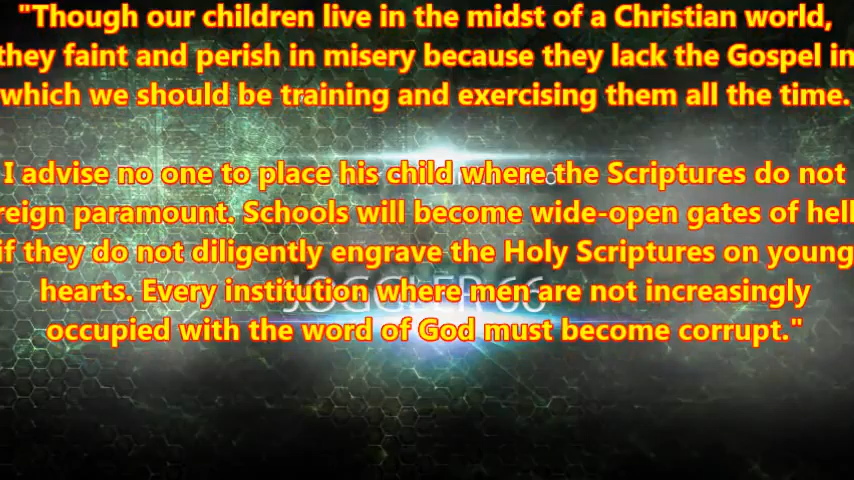 "Though our children live in the midst of a Christian world,
they faint and perish in misery because they lack the Gospel in
which we should be training and exercising them all the time.
I advise no one to place his child where the Scriptures do not
reign paramount. Schools will become wide-open gates of hell
if they do not diligently engrave the Holy Scriptures on young
hearts. Every institution where men are not increasingly
JOGGLER 66
occupied with the word of God must become corrupt."